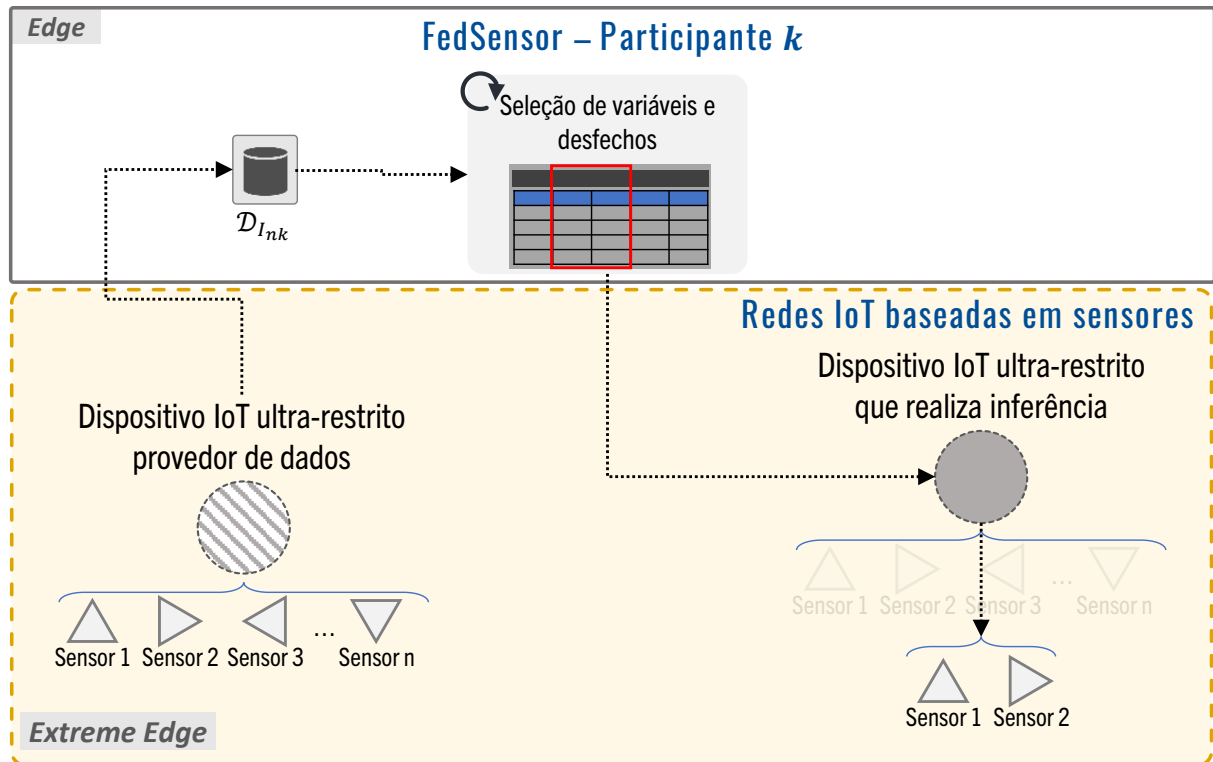 Edge
FedSensor – Participante k
Seleção de variáveis e
desfechos
𝒟_{I_{nk}}
Redes IoT baseadas em sensores
Dispositivo IoT ultra-restrito
que realiza inferência
Dispositivo IoT ultra-restrito
provedor de dados
Sensor 1 Sensor 2 Sensor 3 ... Sensor n
Sensor 1 Sensor 2 Sensor 3 ... Sensor n
Sensor 1 Sensor 2
Extreme Edge